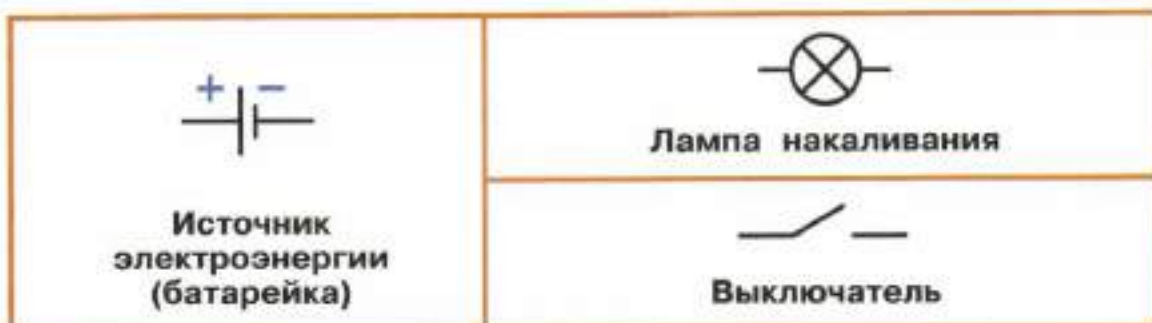 + −
Источник
электроэнергии
(батарейка)
Лампа накаливания
Выключатель